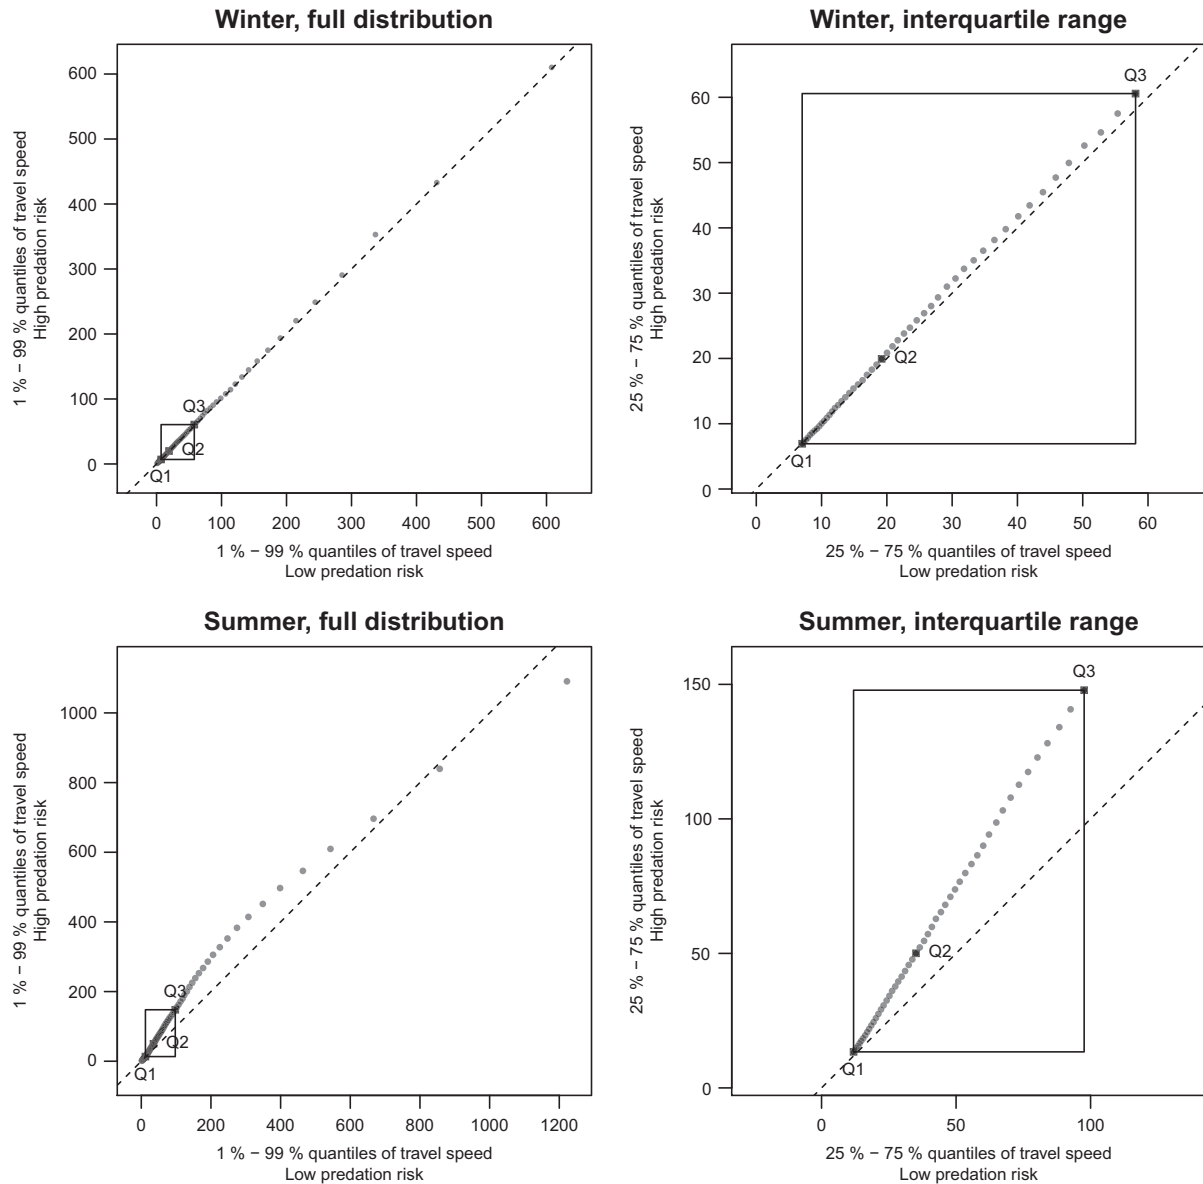 Winter, full distribution
1 % − 99 % quantiles of travel speed
High predation risk
600
500
400
300
200
100
0
Q3
Q2
Q1
0 100 200 300 400 500 600
1 % − 99 % quantiles of travel speed
Low predation risk
Winter, interquartile range
25 % − 75 % quantiles of travel speed
High predation risk
60
50
40
30
20
10
0
Q3
Q2
Q1
0 10 20 30 40 50 60
25 % − 75 % quantiles of travel speed
Low predation risk
Summer, full distribution
1 % − 99 % quantiles of travel speed
High predation risk
1000
800
600
400
200
0
Q3
Q2
Q1
0 200 400 600 800 1000 1200
1 % − 99 % quantiles of travel speed
Low predation risk
Summer, interquartile range
25 % − 75 % quantiles of travel speed
High predation risk
150
100
50
0
Q3
Q2
Q1
0 50 100
25 % − 75 % quantiles of travel speed
Low predation risk